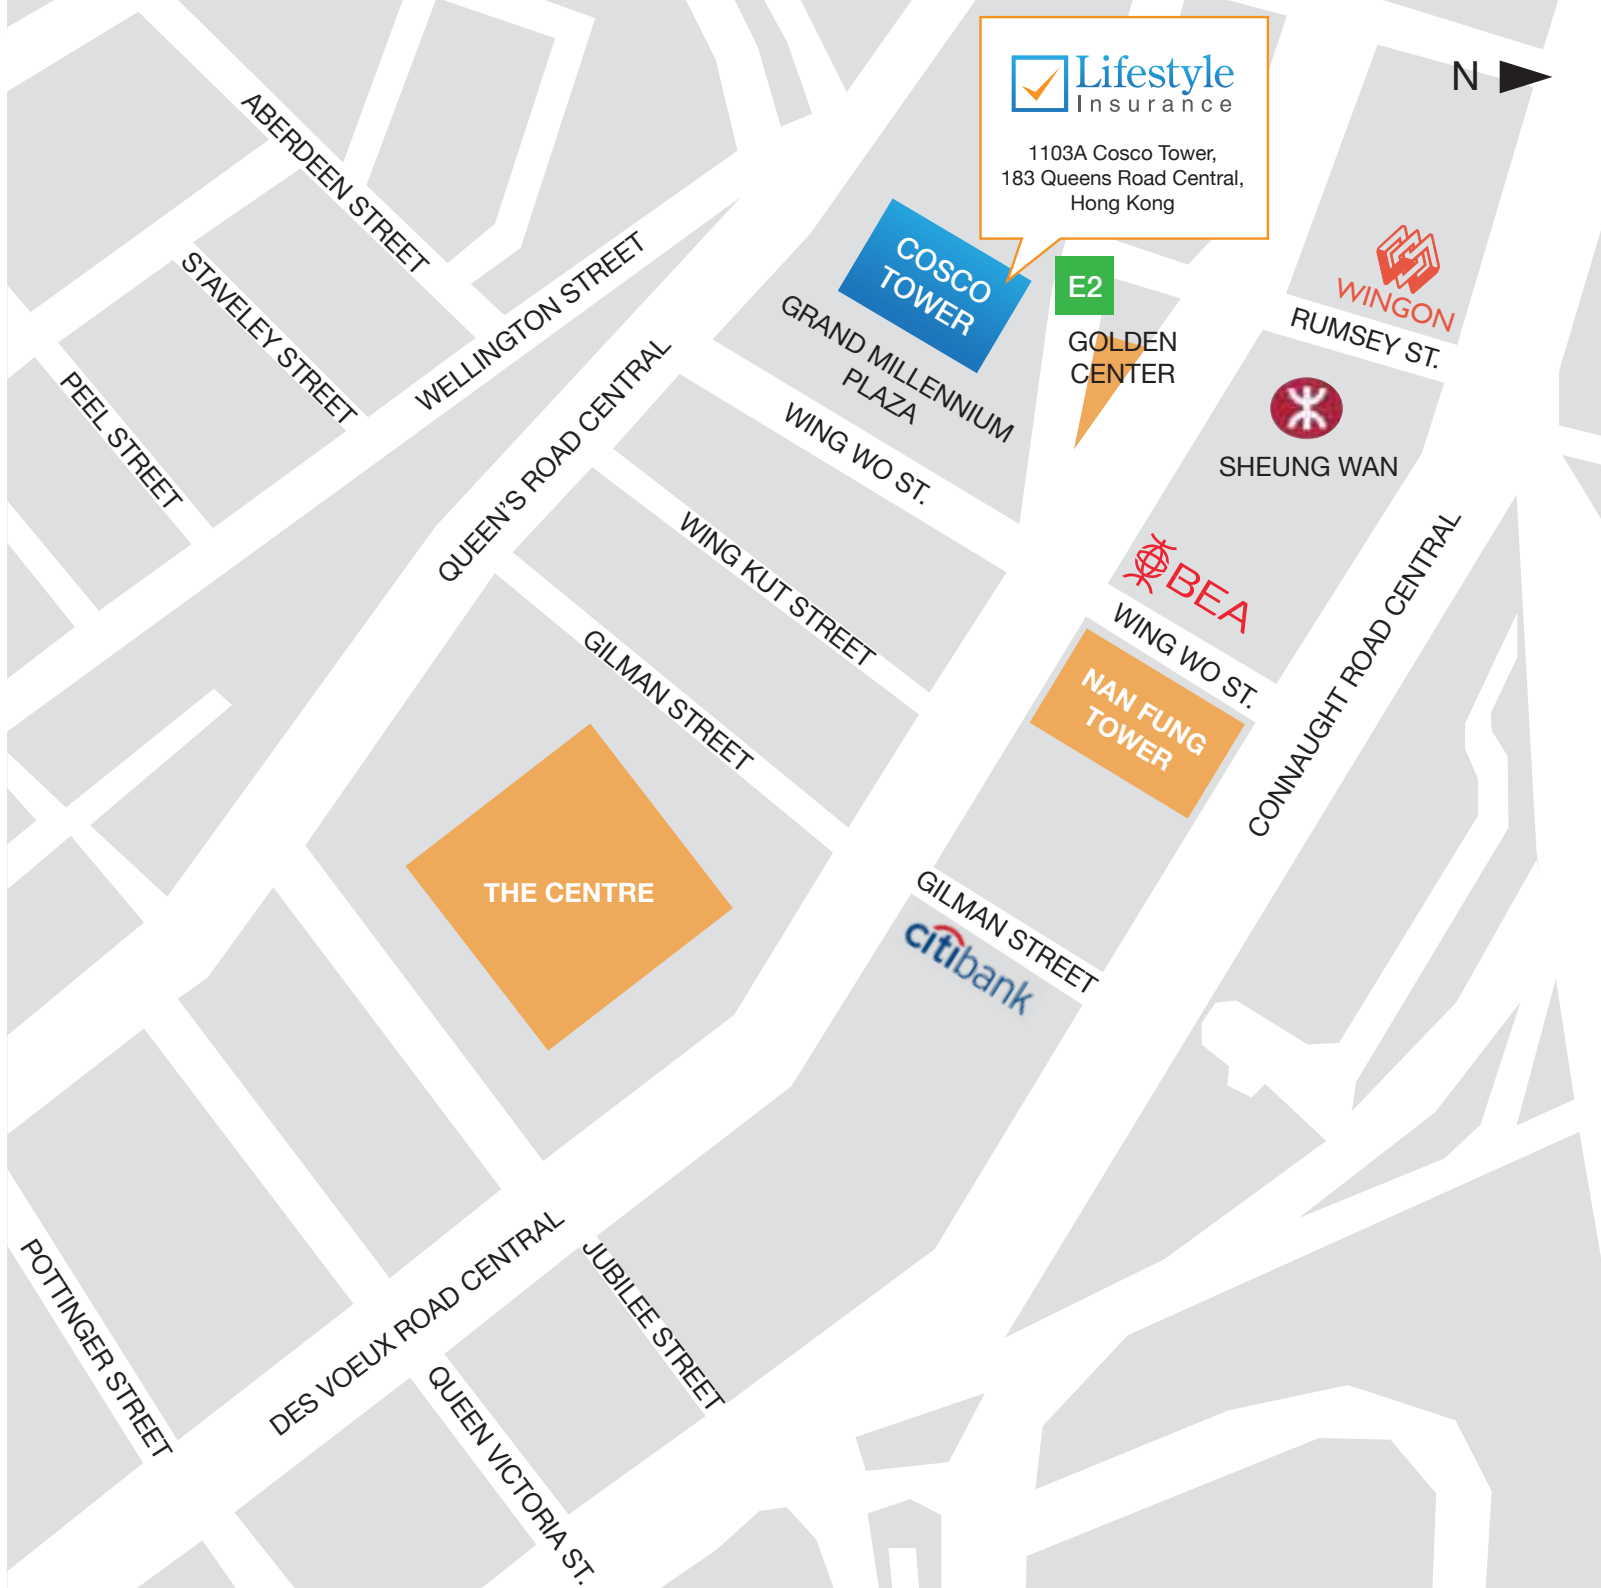 Lifestyle
Insurance
1103A Cosco Tower,
183 Queens Road Central,
Hong Kong
N
ABERDEEN STREET
STAVELEY STREET
PEEL STREET
WELLINGTON STREET
QUEEN'S ROAD CENTRAL
COSCO
TOWER
GRAND MILLENNIUM
PLAZA
E2
GOLDEN
CENTER
WINGON
RUMSEY ST.
SHEUNG WAN
WING WO ST.
WING KUT STREET
GILMAN STREET
BEA
WING WO ST.
NAN FUNG
TOWER
CONNAUGHT ROAD CENTRAL
THE CENTRE
GILMAN STREET
citibank
POTTINGER STREET
DES VOEUX ROAD CENTRAL
JUBILEE STREET
QUEEN VICTORIA ST.